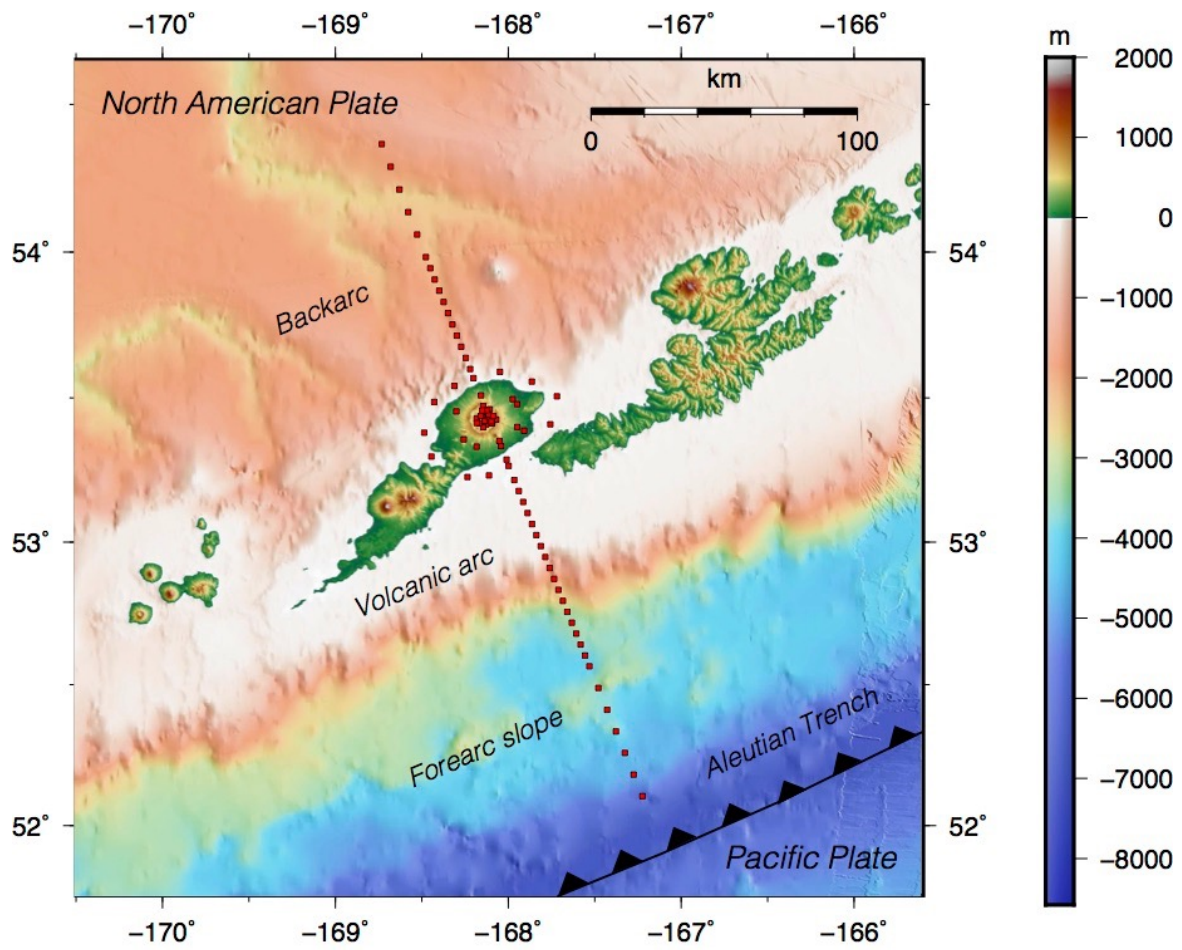 −170° −169° −168° −167° −166°
m
North American Plate
km
0 100
2000
1000
0
−1000
−2000
−3000
−4000
−5000
−6000
−7000
−8000
54° 54°
Backarc
53° 53°
Volcanic arc
Forearc slope
Aleutian Trench
52° 52°
Pacific Plate
−170° −169° −168° −167° −166°